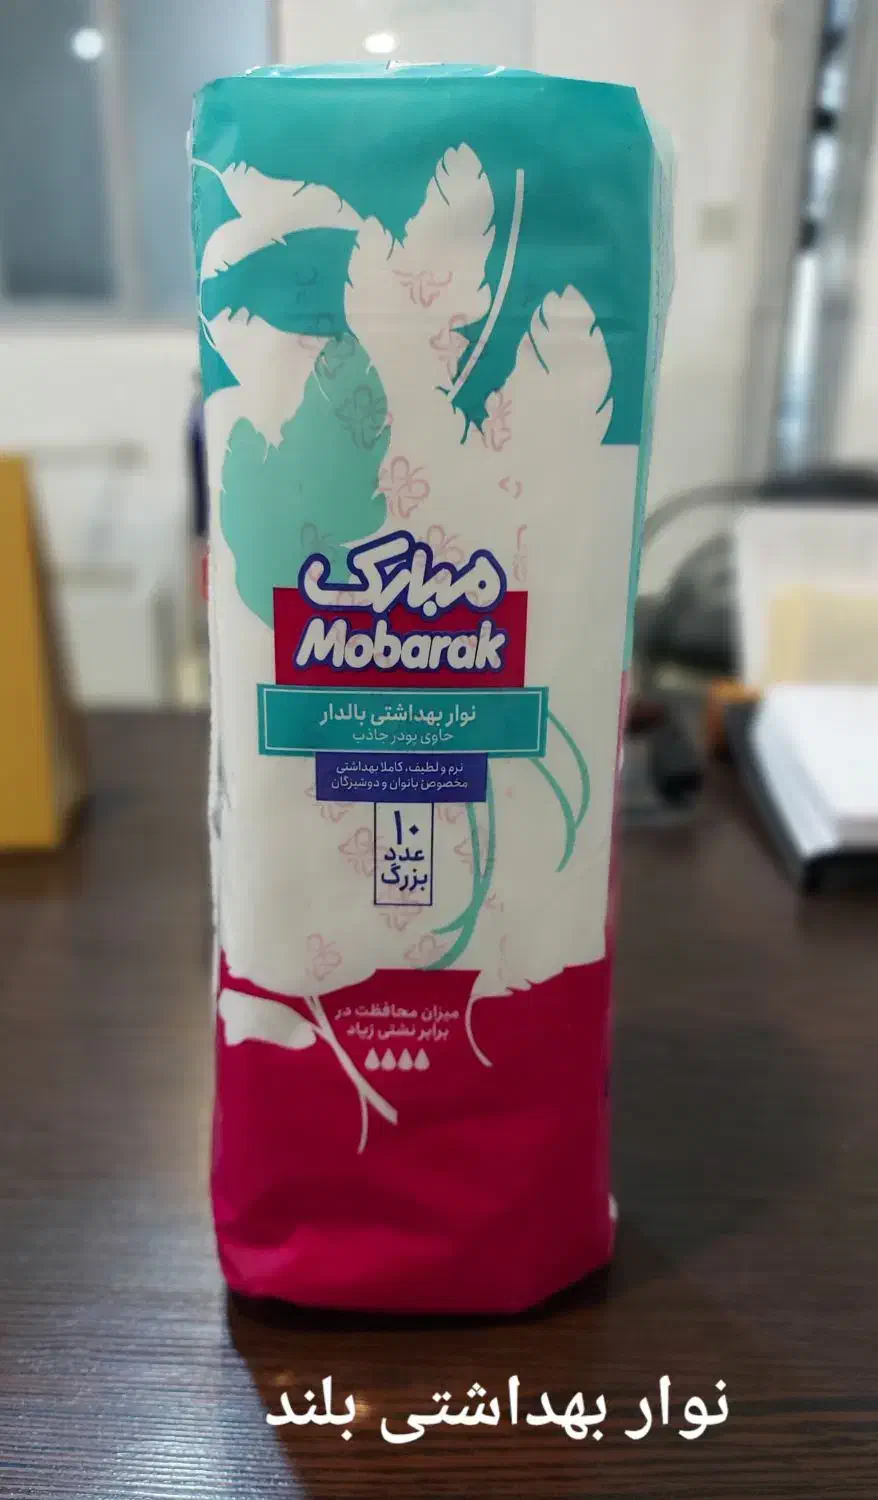 مبارک
Mobarak
نوار بهداشتی بالدار
حاوی پودر جاذب
نرم و لطیف، کاملا بهداشتی
مخصوص بانوان و دوشیزگان
۱۰
عدد
بزرگ
میزان محافظت در
برابر نشتی زیاد
نوار بهداشتی بلند